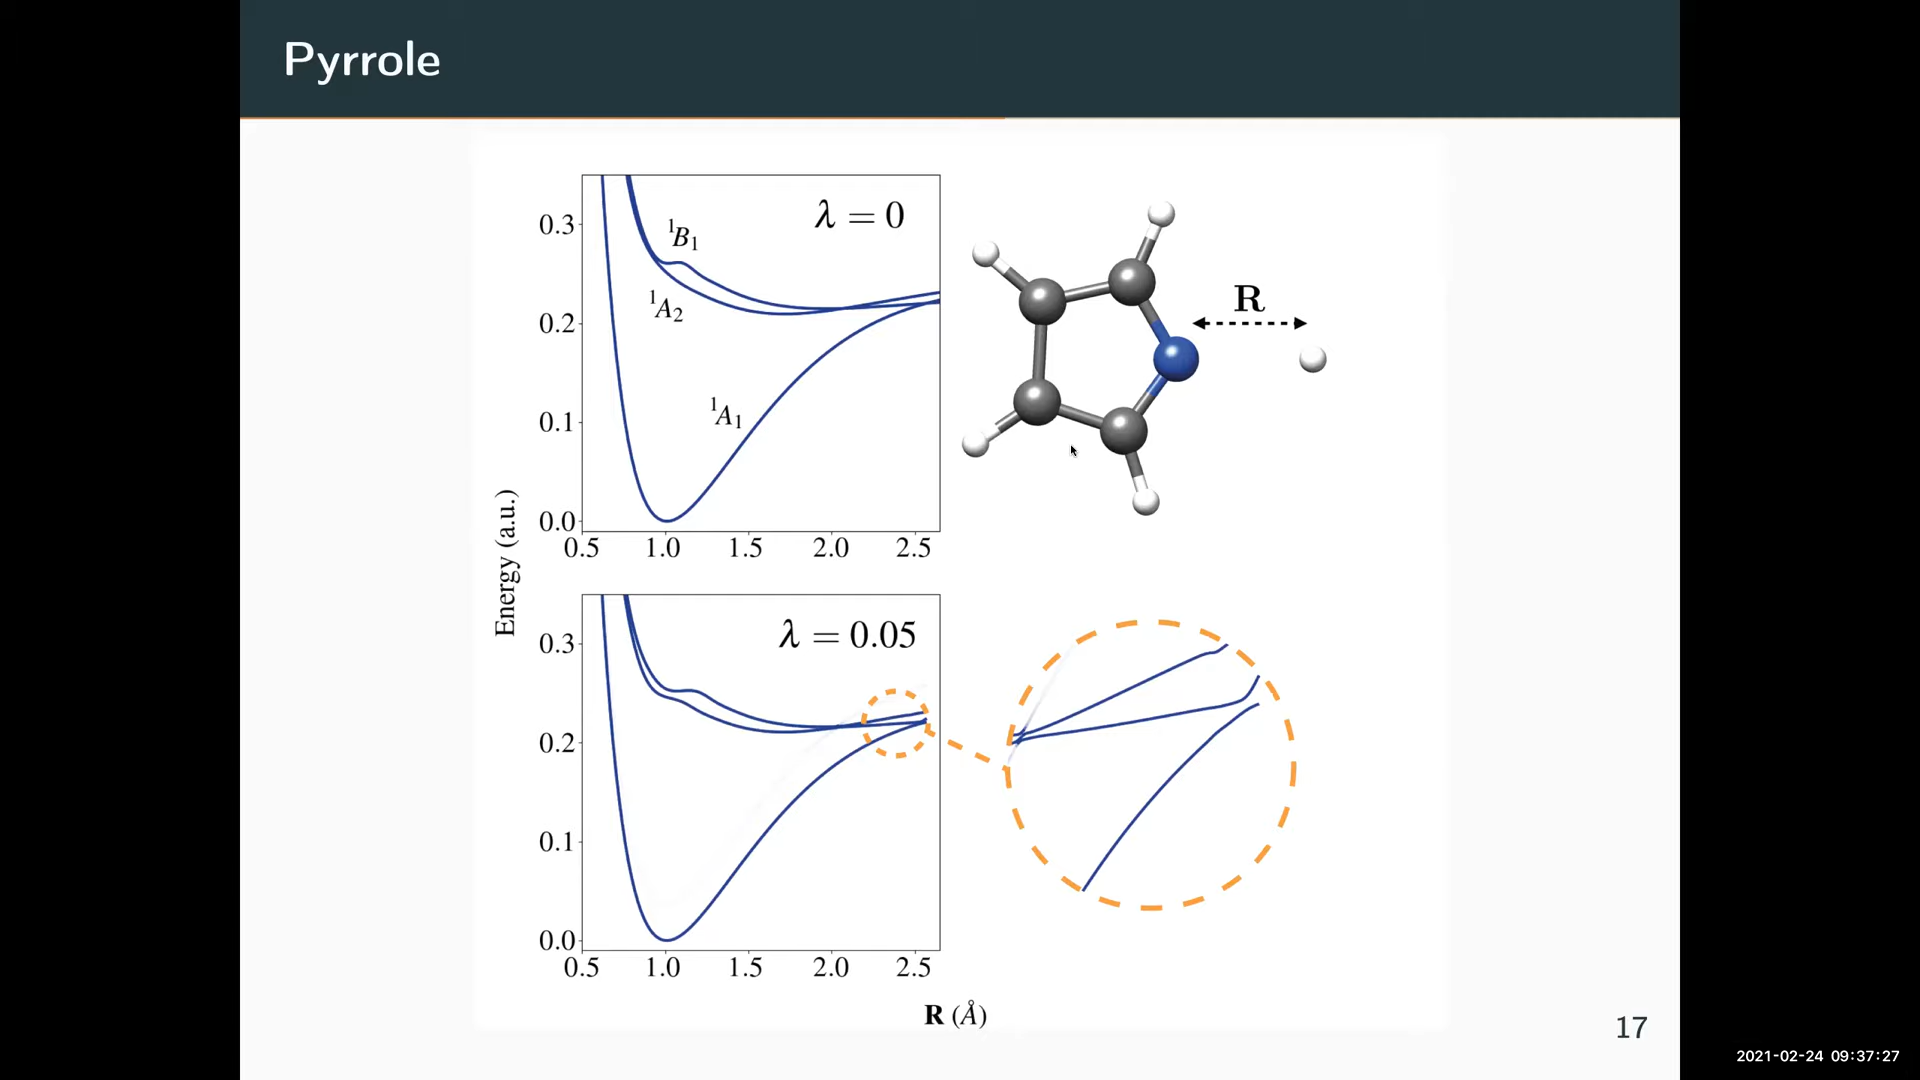 Pyrrole
λ = 0
0.3
¹B₁
¹A₂
0.2
¹A₁
0.1
0.0
0.5 1.0 1.5 2.0 2.5
R
Energy (a.u.)
λ = 0.05
0.3
0.2
0.1
0.0
0.5 1.0 1.5 2.0 2.5
R (Å)
17
2021-02-24 09:37:27